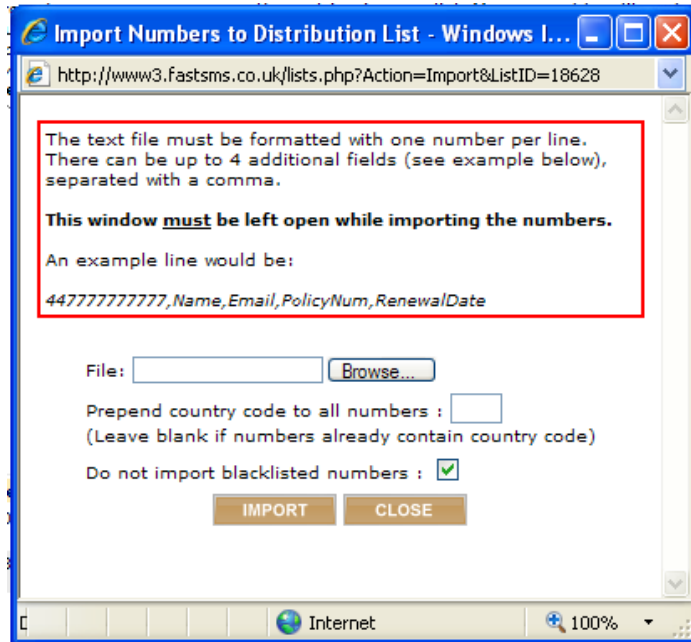 Import Numbers to Distribution List - Windows I...
http://www3.fastsms.co.uk/lists.php?Action=Import&ListID=18628
The text file must be formatted with one number per line.
There can be up to 4 additional fields (see example below),
separated with a comma.
This window must be left open while importing the numbers.
An example line would be:
447777777777,Name,Email,PolicyNum,RenewalDate
File:
Browse...
Prepend country code to all numbers :
(Leave blank if numbers already contain country code)
Do not import blacklisted numbers :
IMPORT
CLOSE
Internet
100%